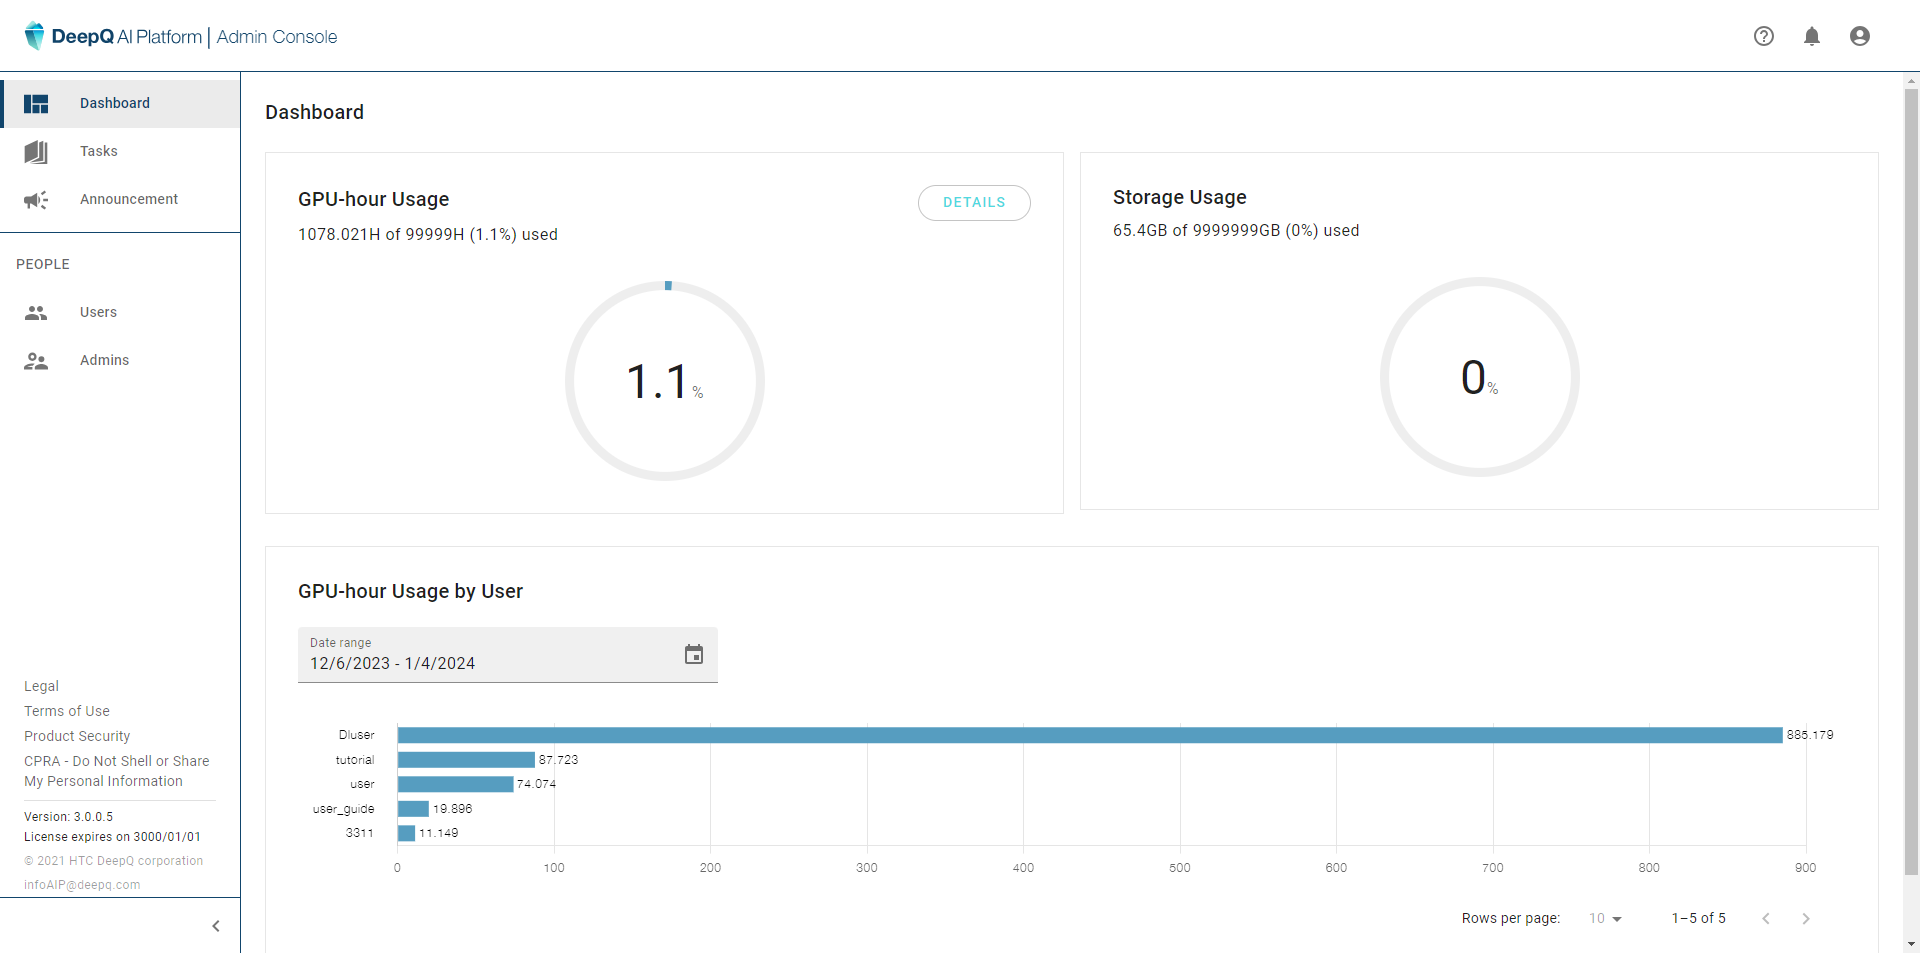 DeepQ AI Platform | Admin Console
Dashboard
Tasks
Announcement
PEOPLE
Users
Admins
Legal
Terms of Use
Product Security
CPRA - Do Not Shell or Share
My Personal Information
Version: 3.0.0.5
License expires on 3000/01/01
© 2021 HTC DeepQ corporation
infoAIP@deepq.com
Dashboard
GPU-hour Usage
DETAILS
1078.021H of 99999H (1.1%) used
1.1%
Storage Usage
65.4GB of 9999999GB (0%) used
0%
GPU-hour Usage by User
Date range
12/6/2023 - 1/4/2024
Dluser 885.179
tutorial 87.723
user 74.074
user_guide 19.896
3311 11.149
0 100 200 300 400 500 600 700 800 900
Rows per page: 10 1–5 of 5